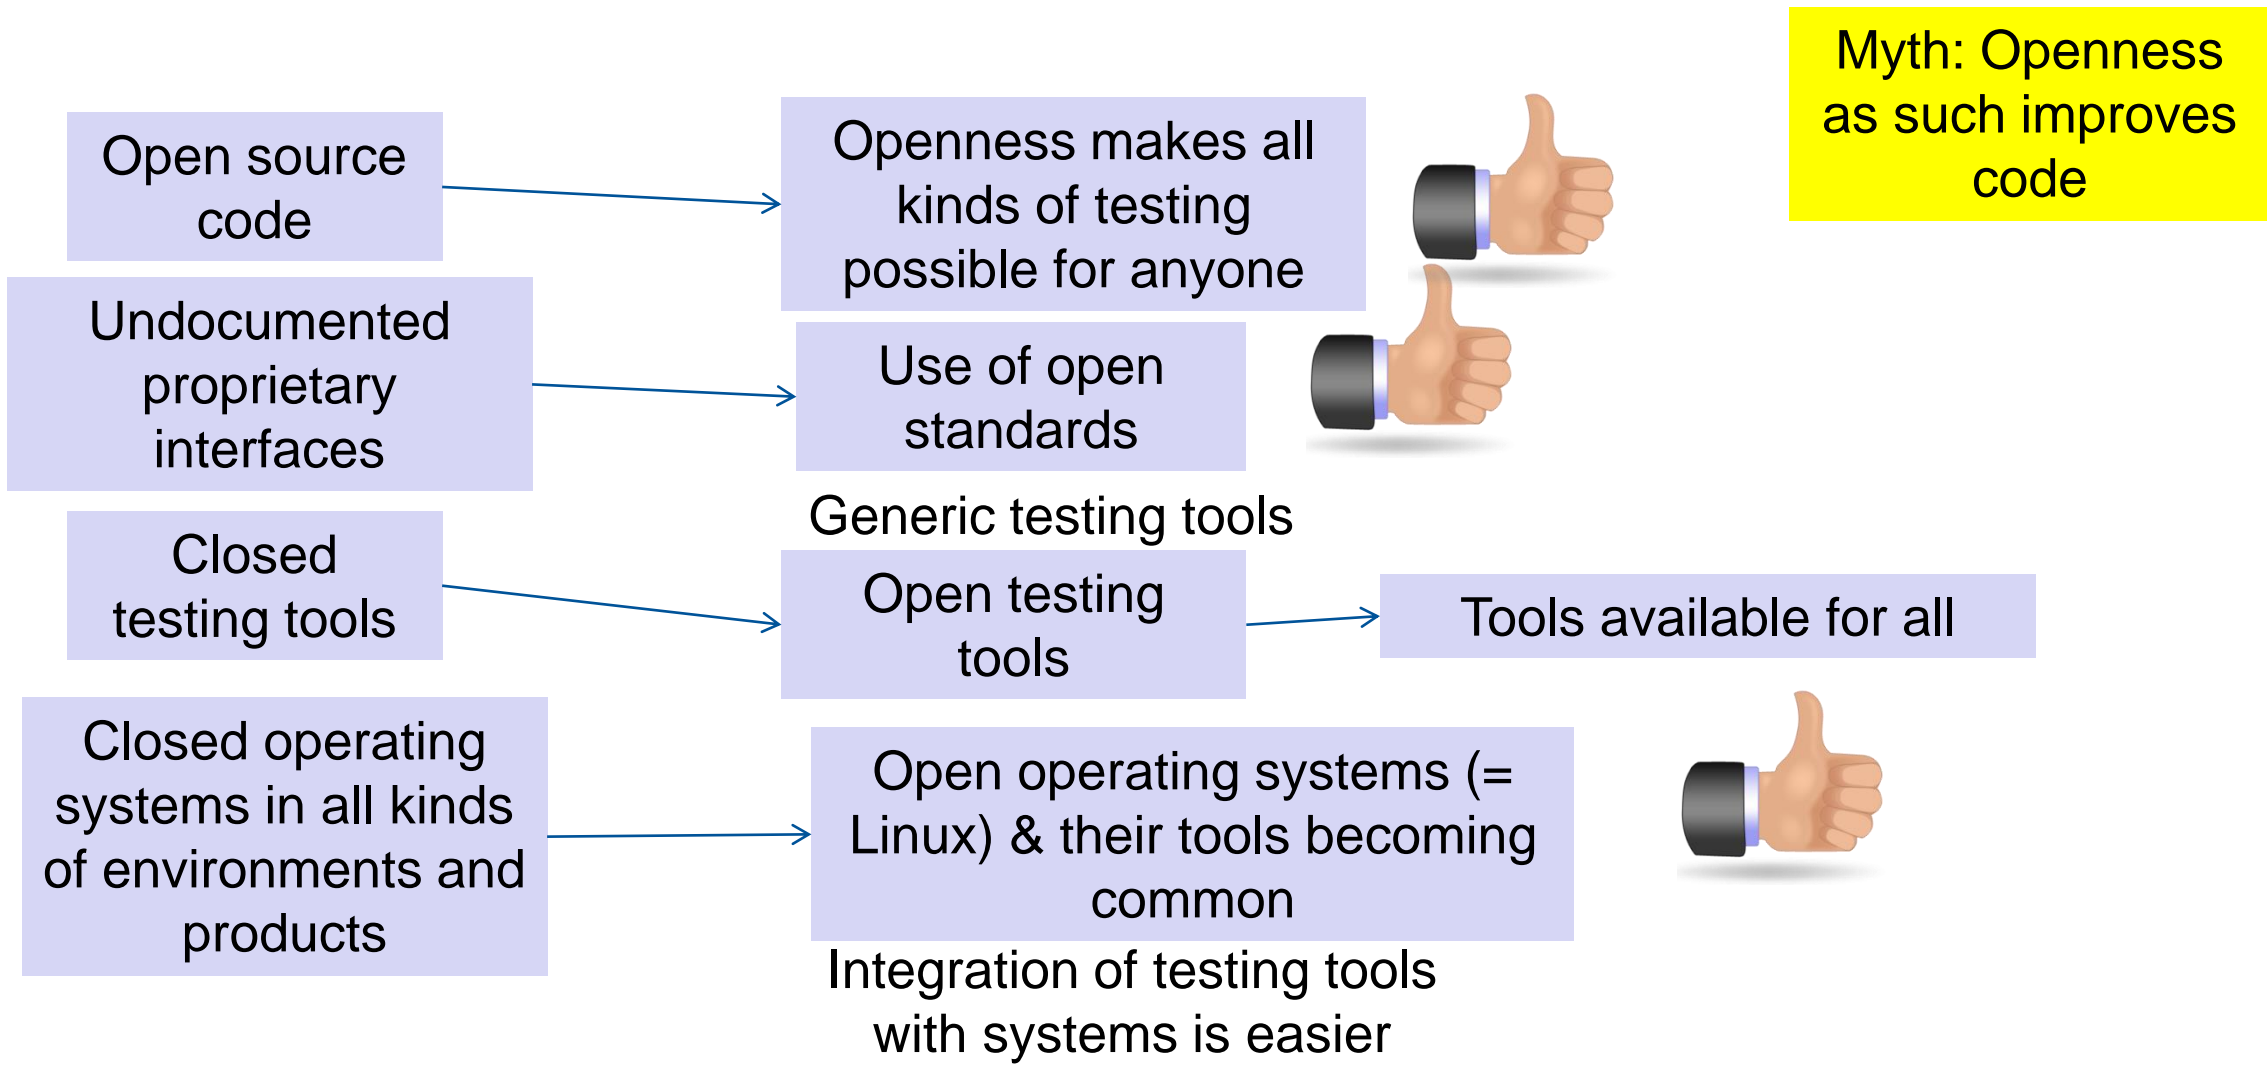 Myth: Openness
as such improves
code
Open source
code
Openness makes all
kinds of testing
possible for anyone
Undocumented
proprietary
interfaces
Use of open
standards
Generic testing tools
Closed
testing tools
Open testing
tools
Tools available for all
Closed operating
systems in all kinds
of environments and
products
Open operating systems (=
Linux) & their tools becoming
common
Integration of testing tools
with systems is easier